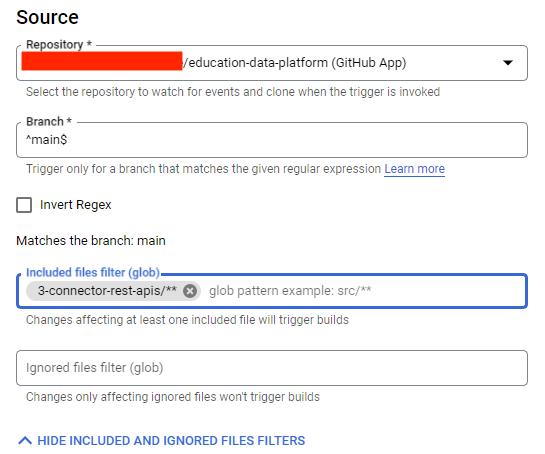 Source
Repository *
/education-data-platform (GitHub App)
Select the repository to watch for events and clone when the trigger is invoked
Branch *
^main$
Trigger only for a branch that matches the given regular expression Learn more
Invert Regex
Matches the branch: main
Included files filter (glob)
3-connector-rest-apis/** glob pattern example: src/**
Changes affecting at least one included file will trigger builds
Ignored files filter (glob)
Changes only affecting ignored files won't trigger builds
HIDE INCLUDED AND IGNORED FILES FILTERS